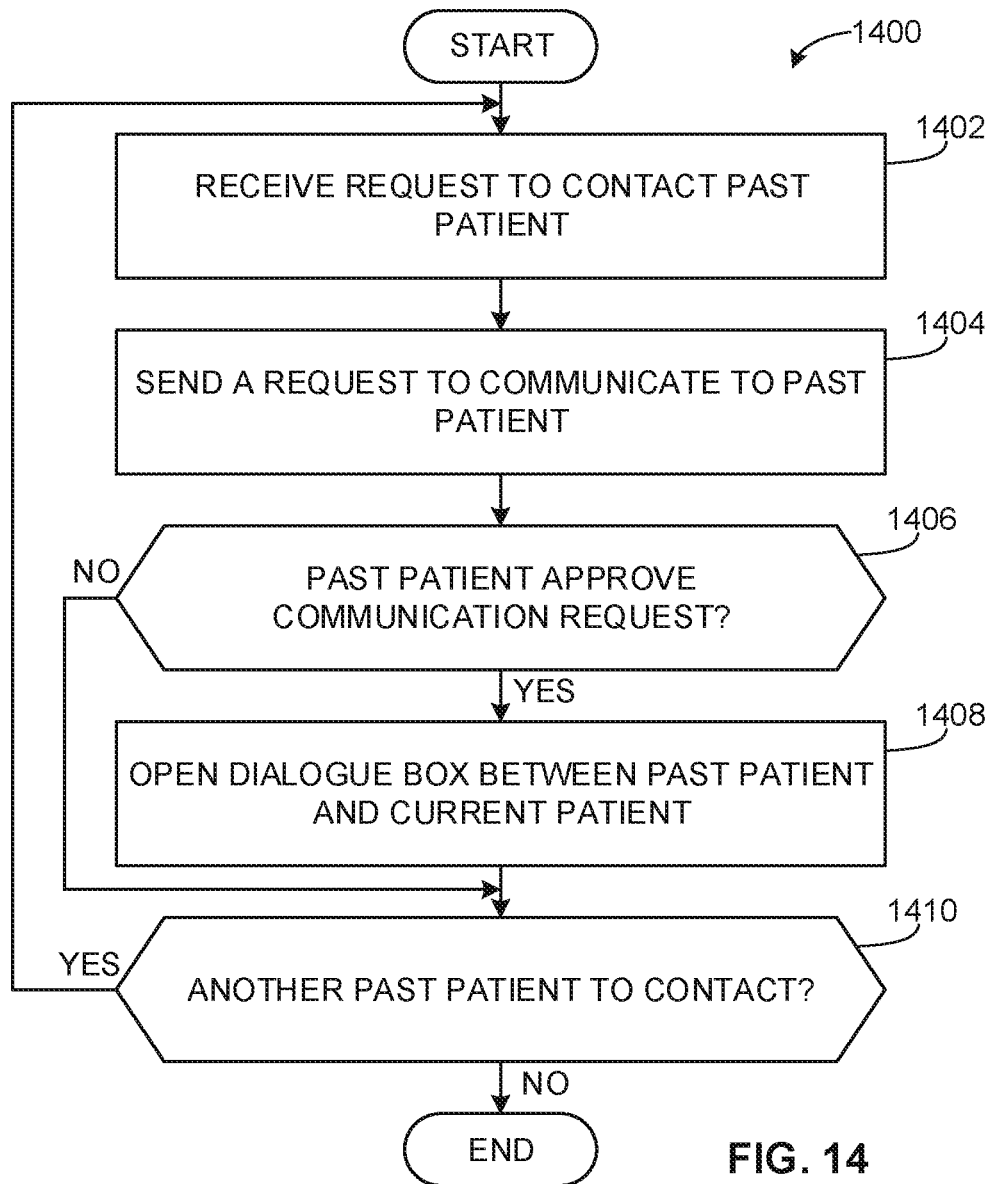 START
1400
1402
RECEIVE REQUEST TO CONTACT PAST
PATIENT
1404
SEND A REQUEST TO COMMUNICATE TO PAST
PATIENT
1406
NO
PAST PATIENT APPROVE
COMMUNICATION REQUEST?
YES
1408
OPEN DIALOGUE BOX BETWEEN PAST PATIENT
AND CURRENT PATIENT
1410
YES
ANOTHER PAST PATIENT TO CONTACT?
NO
END
FIG. 14